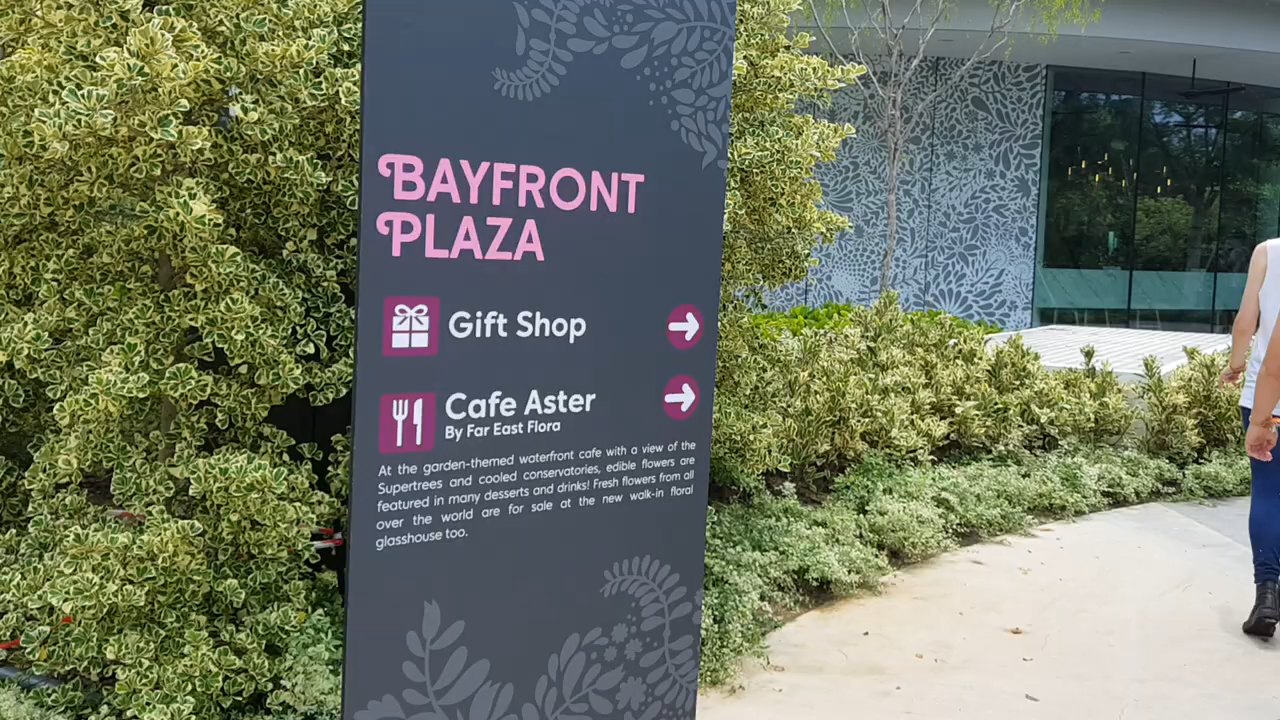 BAYFRONT
PLAZA
Gift Shop
Cafe Aster
By Far East Flora
At the garden-themed waterfront cafe with a view of the
Supertrees and cooled conservatories, edible flowers are
featured in many desserts and drinks! Fresh flowers from all
over the world are for sale at the new walk-in floral
glasshouse too.